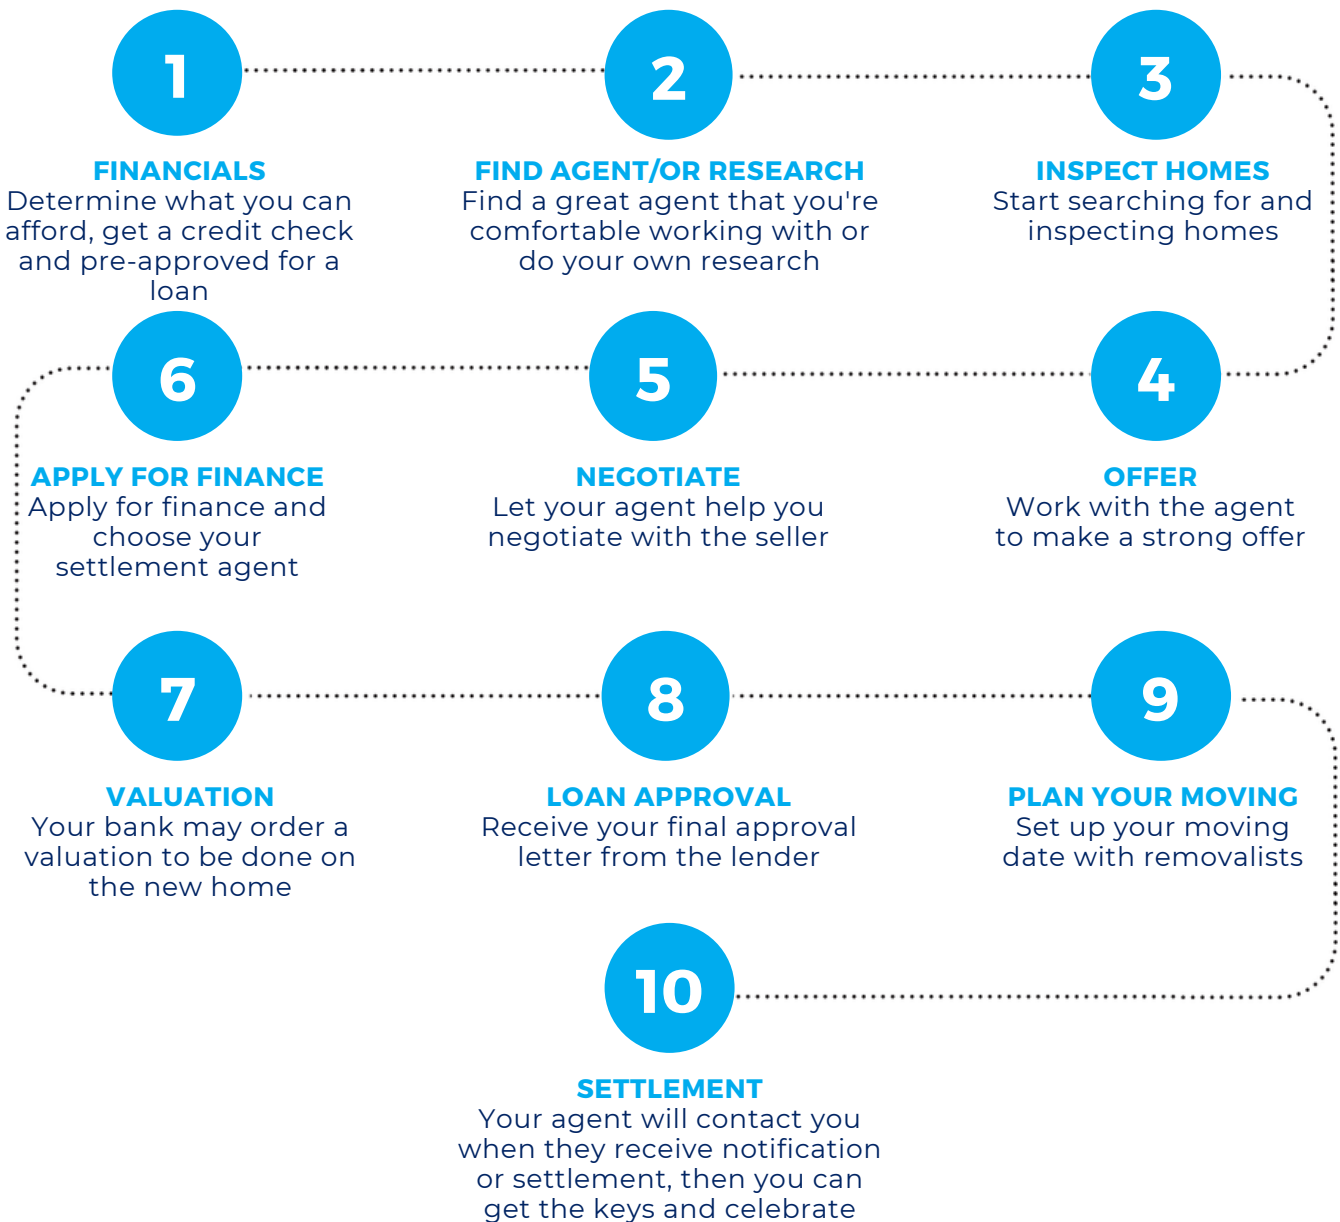 1
FINANCIALS
Determine what you can
afford, get a credit check
and pre-approved for a
loan
2
FIND AGENT/OR RESEARCH
Find a great agent that you're
comfortable working with or
do your own research
3
INSPECT HOMES
Start searching for and
inspecting homes
4
OFFER
Work with the agent
to make a strong offer
5
NEGOTIATE
Let your agent help you
negotiate with the seller
6
APPLY FOR FINANCE
Apply for finance and
choose your
settlement agent
7
VALUATION
Your bank may order a
valuation to be done on
the new home
8
LOAN APPROVAL
Receive your final approval
letter from the lender
9
PLAN YOUR MOVING
Set up your moving
date with removalists
10
SETTLEMENT
Your agent will contact you
when they receive notification
or settlement, then you can
get the keys and celebrate